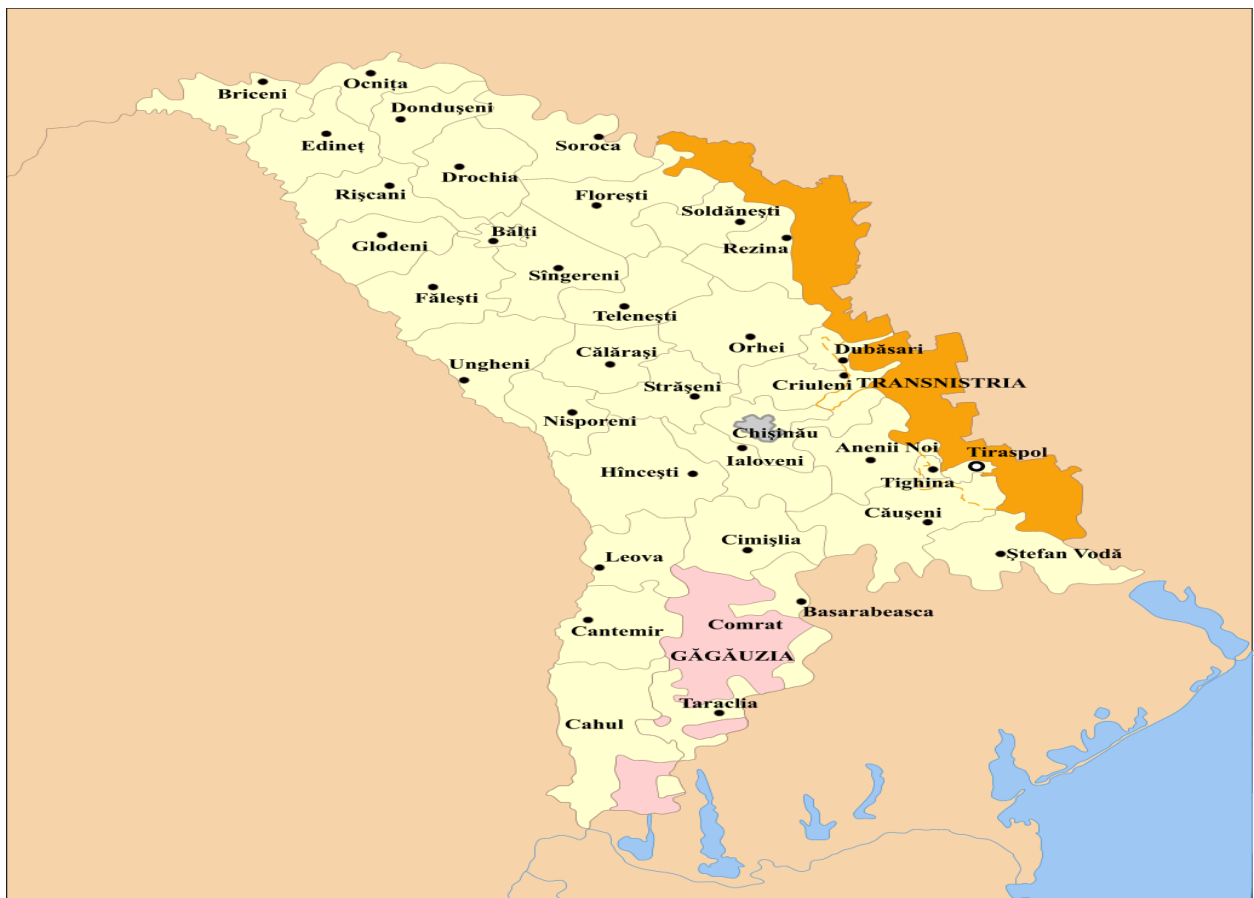 Ocnița
Briceni
Dondușeni
Edineț
Soroca
Drochia
Rîșcani
Florești
Soldănești
Bălți
Glodeni
Rezina
Sîngereni
Fălești
Telenești
Orhei
Dubăsari
Călărași
Ungheni
Criuleni
TRANSNISTRIA
Strășeni
Nisporeni
Chișinău
Anenii Noi
Tiraspol
Ialoveni
Hîncești
Tighina
Căușeni
Cimișlia
Ștefan Vodă
Leova
Basarabeasca
Comrat
Cantemir
GĂGĂUZIA
Taraclia
Cahul